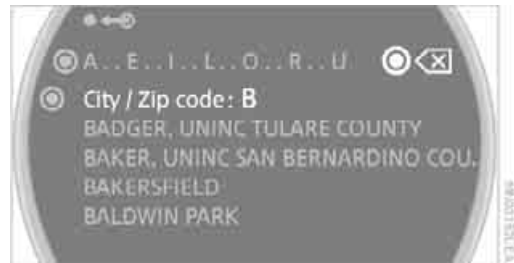 A . . E . . I . . L . . O . . R . . U
City / Zip code: B
BADGER, UNINC TULARE COUNTY
BAKER, UNINC SAN BERNARDINO COU.
BAKERSFIELD
BALDWIN PARK